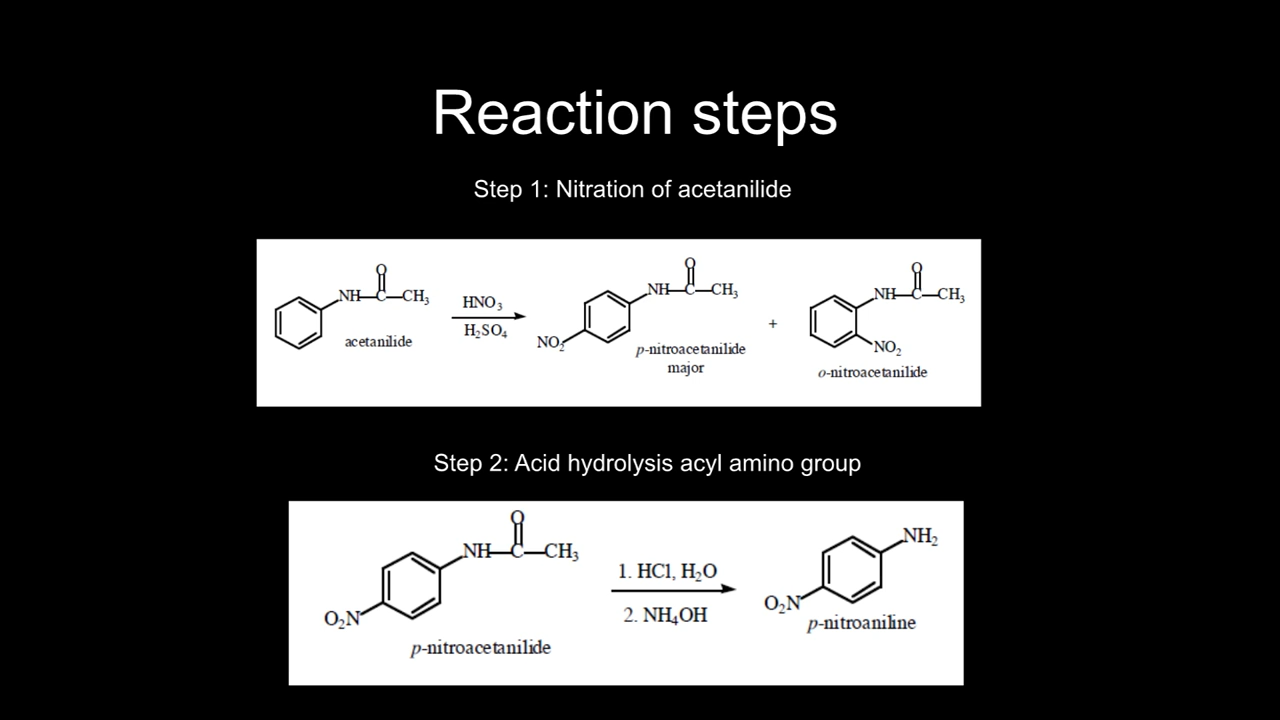 Reaction steps
Step 1: Nitration of acetanilide
O
NH—C—CH₃
acetanilide
HNO₃
H₂SO₄
O
NH—C—CH₃
NO₂
p-nitroacetanilide
major
+
O
NH—C—CH₃
NO₂
o-nitroacetanilide
Step 2: Acid hydrolysis acyl amino group
O
NH—C—CH₃
O₂N
p-nitroacetanilide
1. HCl, H₂O
2. NH₄OH
NH₂
O₂N
p-nitroaniline